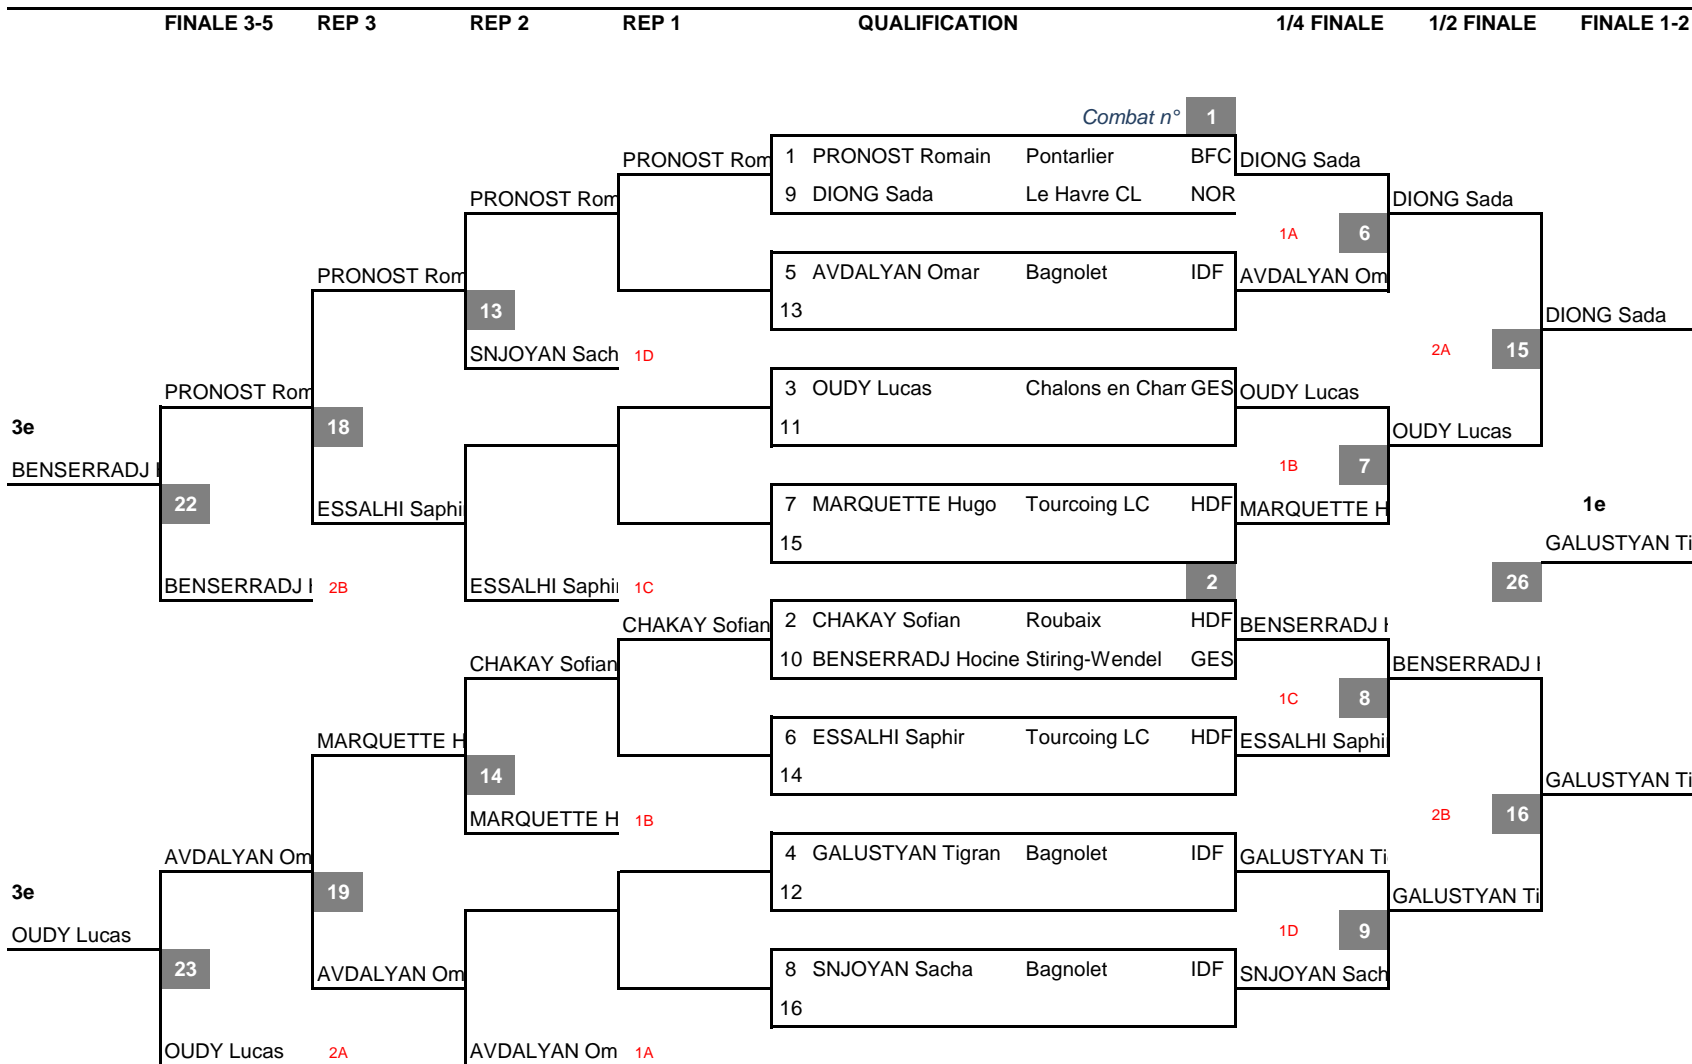 FINALE 3-5 REP 3 REP 2 REP 1 QUALIFICATION 1/4 FINALE 1/2 FINALE FINALE 1-2
Combat n° 1
PRONOST Rom 1 PRONOST Romain Pontarlier BFC DIONG Sada
PRONOST Rom 9 DIONG Sada Le Havre CL NOR DIONG Sada
1A 6
PRONOST Rom 5 AVDALYAN Omar Bagnolet IDF AVDALYAN Om
13 13 DIONG Sada
SNJOYAN Sach 1D 2A 15
PRONOST Rom 3 OUDY Lucas Chalons en Cham GES OUDY Lucas
3e 18 11 OUDY Lucas
BENSERRADJ H 1B 7
22 ESSALHI Saphi 7 MARQUETTE Hugo Tourcoing LC HDF MARQUETTE H 1e
15 GALUSTYAN Ti
BENSERRADJ H 2B ESSALHI Saphi 1C 2 26
CHAKAY Sofian 2 CHAKAY Sofian Roubaix HDF BENSERRADJ H
CHAKAY Sofian 10 BENSERRADJ Hocine Stiring-Wendel GES BENSERRADJ H
1C 8
MARQUETTE H 6 ESSALHI Saphir Tourcoing LC HDF ESSALHI Saphi
14 14 GALUSTYAN Ti
MARQUETTE H 1B 2B 16
AVDALYAN Om 4 GALUSTYAN Tigran Bagnolet IDF GALUSTYAN Ti
3e 19 12 GALUSTYAN Ti
OUDY Lucas 1D 9
23 AVDALYAN Om 8 SNJOYAN Sacha Bagnolet IDF SNJOYAN Sach
16
OUDY Lucas 2A AVDALYAN Om 1A